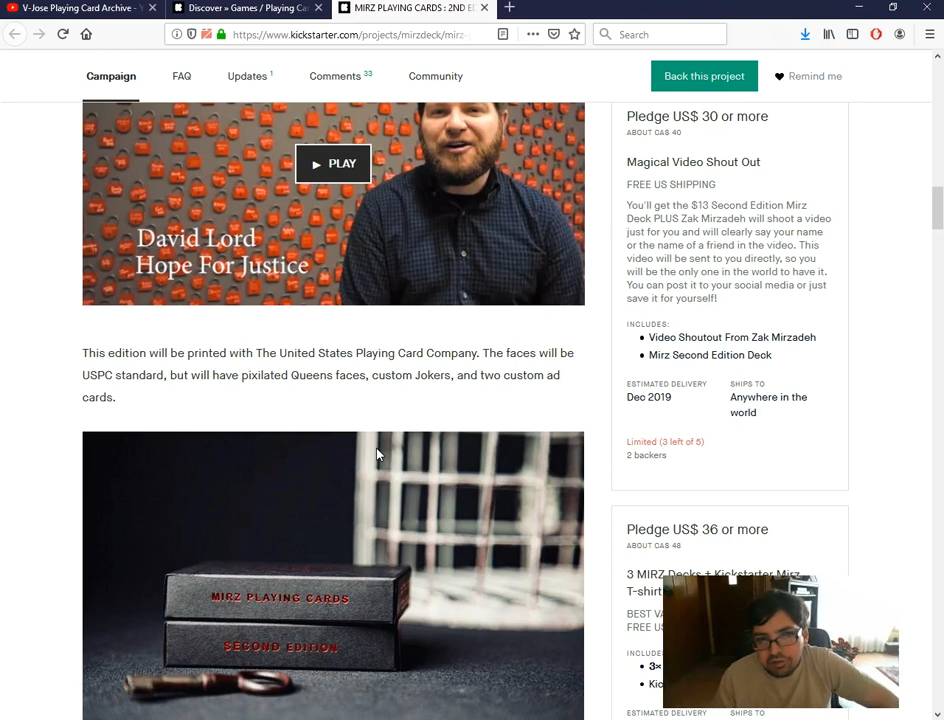 V-Jose Playing Card Archive - Y
Discover » Games / Playing Car
MIRZ PLAYING CARDS : 2ND E
https://www.kickstarter.com/projects/mirzdeck/mirz-
Search
Campaign
FAQ
Updates 1
Comments 33
Community
Back this project
Remind me
PLAY
David Lord
Hope For Justice
This edition will be printed with The United States Playing Card Company. The faces will be
USPC standard, but will have pixilated Queens faces, custom Jokers, and two custom ad
cards.
MIRZ PLAYING CARDS
SECOND EDITION
Pledge US$ 30 or more
ABOUT CA$ 40
Magical Video Shout Out
FREE US SHIPPING
You'll get the $13 Second Edition Mirz
Deck PLUS Zak Mirzadeh will shoot a video
just for you and will clearly say your name
or the name of a friend in the video. This
video will be sent to you directly, so you
will be the only one in the world to have it.
You can post it to your social media or just
save it for yourself!
INCLUDES:
Video Shoutout From Zak Mirzadeh
Mirz Second Edition Deck
ESTIMATED DELIVERY
Dec 2019
SHIPS TO
Anywhere in the
world
Limited (3 left of 5)
2 backers
Pledge US$ 36 or more
ABOUT CA$ 48
3 MIRZ Decks + Kickstarter Mirz
T-shirt
BEST VA
FREE US
INCLUDE
3×
Kic
ESTIMATED DELIVERY
SHIPS TO